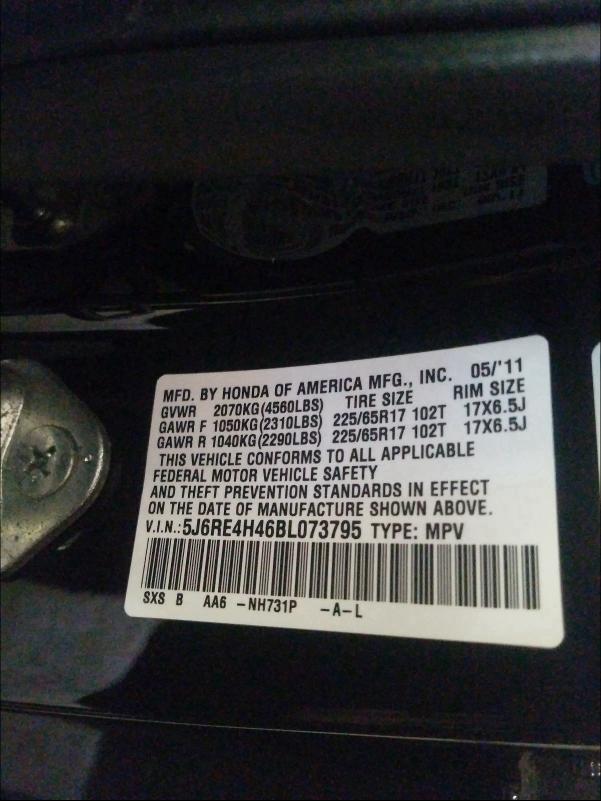 MFD. BY HONDA OF AMERICA MFG., INC. 05/'11
GVWR 2070KG(4560LBS) TIRE SIZE RIM SIZE
GAWR F 1050KG(2310LBS) 225/65R17 102T 17X6.5J
GAWR R 1040KG(2290LBS) 225/65R17 102T 17X6.5J
THIS VEHICLE CONFORMS TO ALL APPLICABLE
FEDERAL MOTOR VEHICLE SAFETY
AND THEFT PREVENTION STANDARDS IN EFFECT
ON THE DATE OF MANUFACTURE SHOWN ABOVE.
V.I.N.:5J6RE4H46BL073795 TYPE: MPV
SXS B AA6 -NH731P -A-L